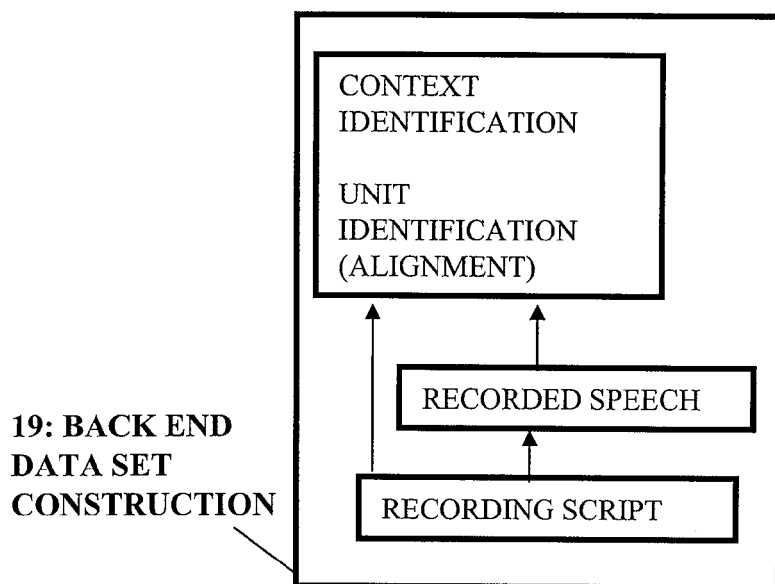 CONTEXT
IDENTIFICATION
UNIT
IDENTIFICATION
(ALIGNMENT)
RECORDED SPEECH
19: BACK END
DATA SET
CONSTRUCTION
RECORDING SCRIPT